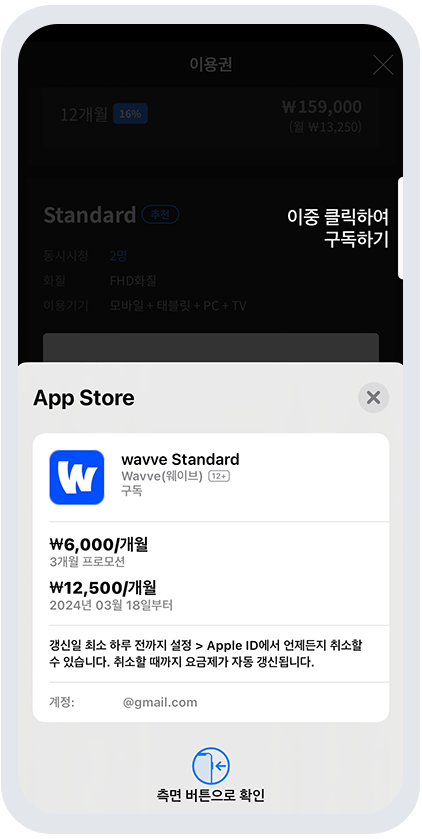 이용권
12개월 16% ₩159,000
(월 ₩13,250)
Standard 추천
이중 클릭하여
구독하기
동시시청 2명
화질 FHD화질
이용기기 모바일 + 태블릿 + PC + TV
App Store
W
wavve Standard
Wavve(웨이브) 12+
구독
₩6,000/개월
3개월 프로모션
₩12,500/개월
2024년 03월 18일부터
갱신일 최소 하루 전까지 설정 > Apple ID에서 언제든지 취소할
수 있습니다. 취소할 때까지 요금제가 자동 갱신됩니다.
계정: @gmail.com
측면 버튼으로 확인